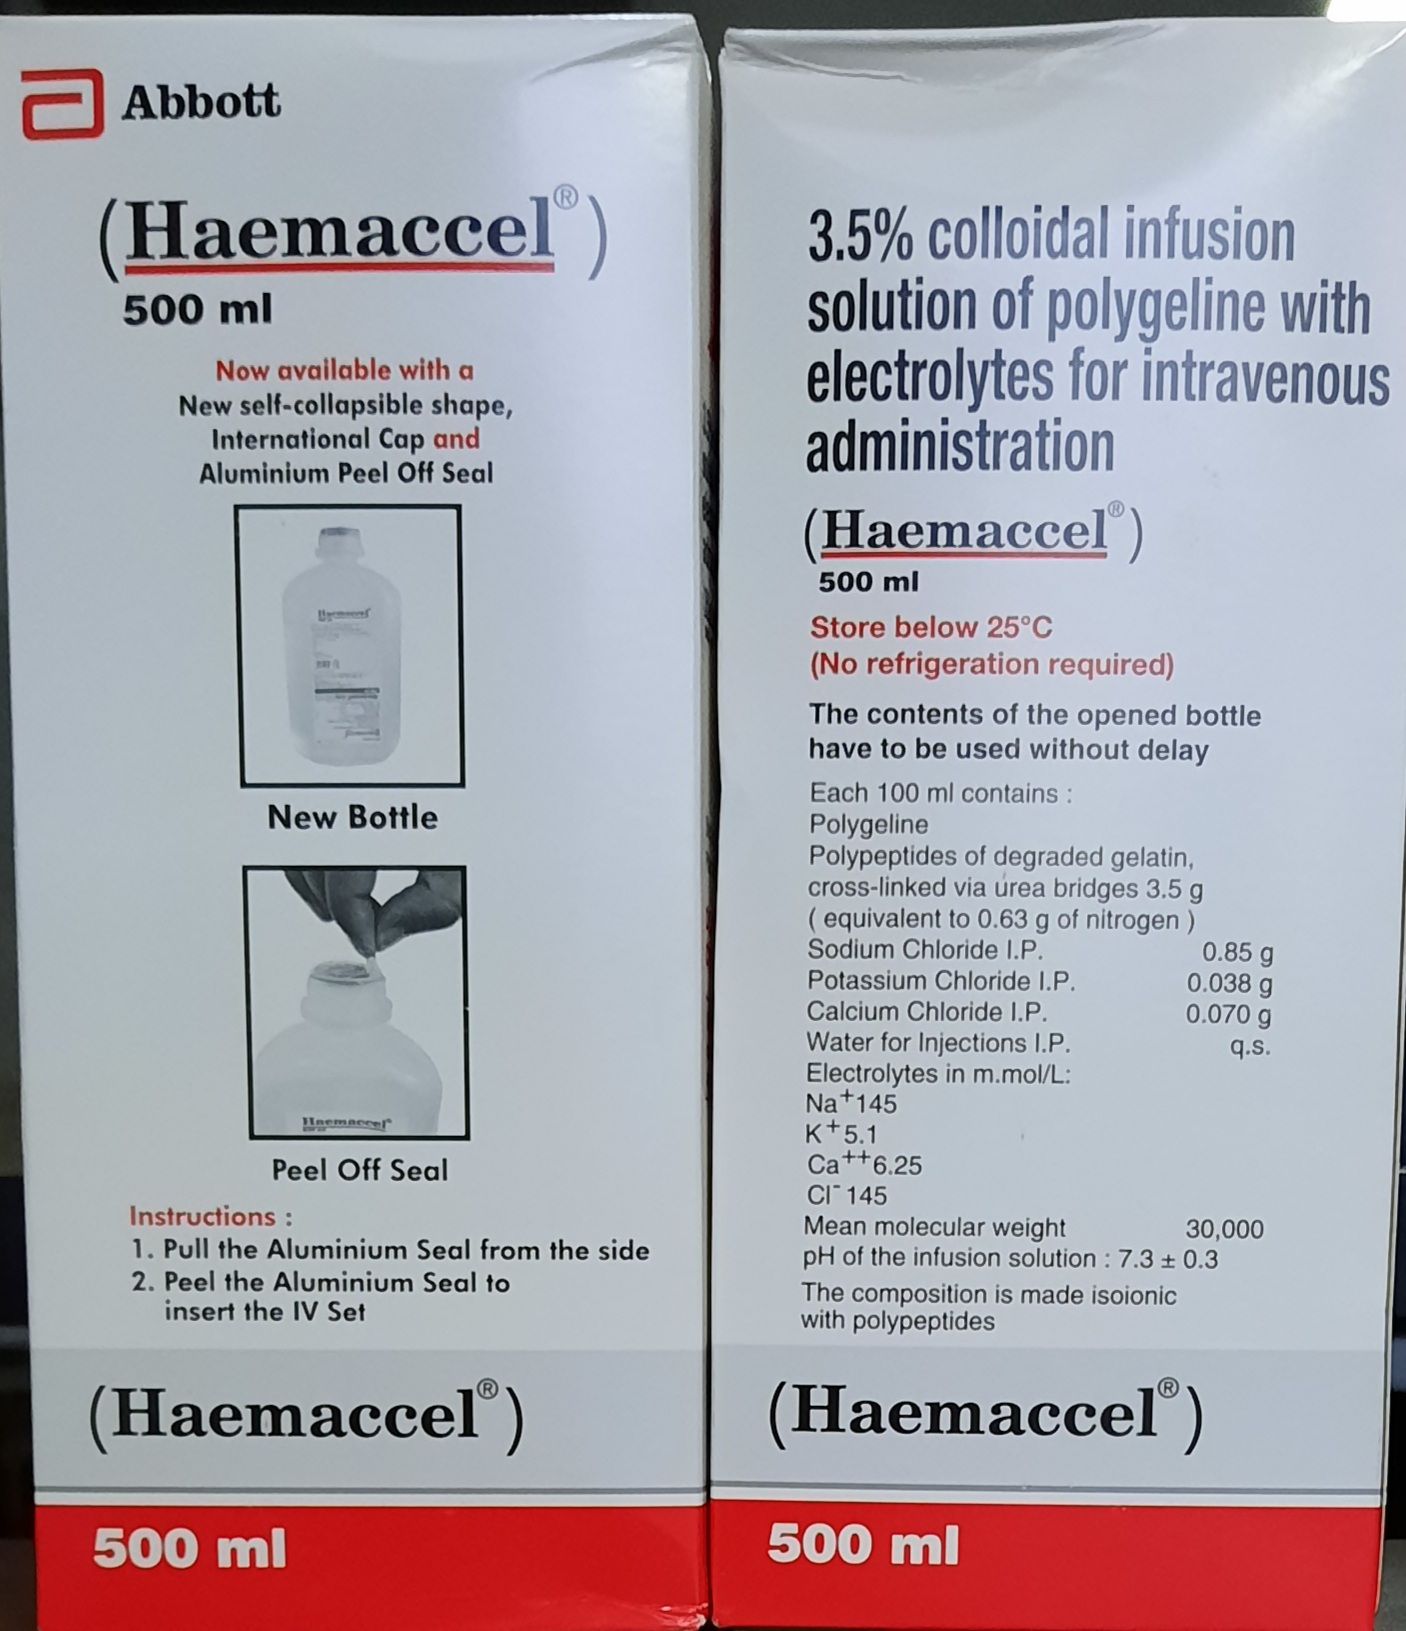 Abbott
(Haemaccel®)
500 ml
Now available with a
New self-collapsible shape,
International Cap and
Aluminium Peel Off Seal
Haemaccel
New Bottle
Haemaccel®
Peel Off Seal
Instructions :
1. Pull the Aluminium Seal from the side
2. Peel the Aluminium Seal to
insert the IV Set
(Haemaccel®)
500 ml
3.5% colloidal infusion
solution of polygeline with
electrolytes for intravenous
administration
(Haemaccel®)
500 ml
Store below 25°C
(No refrigeration required)
The contents of the opened bottle
have to be used without delay
Each 100 ml contains :
Polygeline
Polypeptides of degraded gelatin,
cross-linked via urea bridges 3.5 g
( equivalent to 0.63 g of nitrogen )
Sodium Chloride I.P. 0.85 g
Potassium Chloride I.P. 0.038 g
Calcium Chloride I.P. 0.070 g
Water for Injections I.P. q.s.
Electrolytes in m.mol/L:
Na⁺145
K⁺5.1
Ca⁺⁺6.25
Cl⁻145
Mean molecular weight 30,000
pH of the infusion solution : 7.3 ± 0.3
The composition is made isoionic
with polypeptides
(Haemaccel®)
500 ml